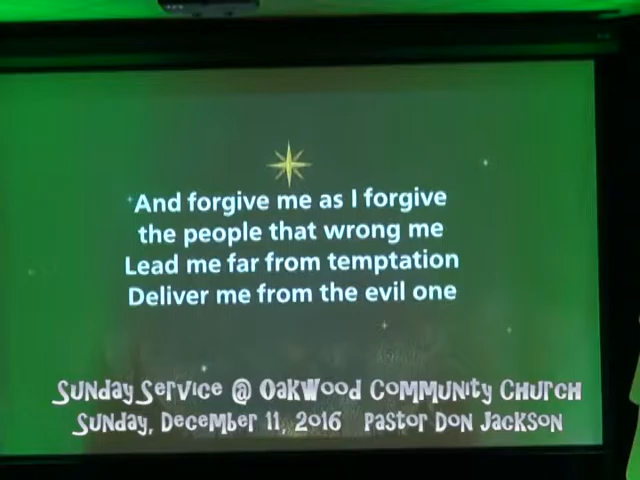 And forgive me as I forgive
the people that wrong me
Lead me far from temptation
Deliver me from the evil one
Sunday Service @ Oakwood Community Church
Sunday, December 11, 2016 Pastor Don Jackson